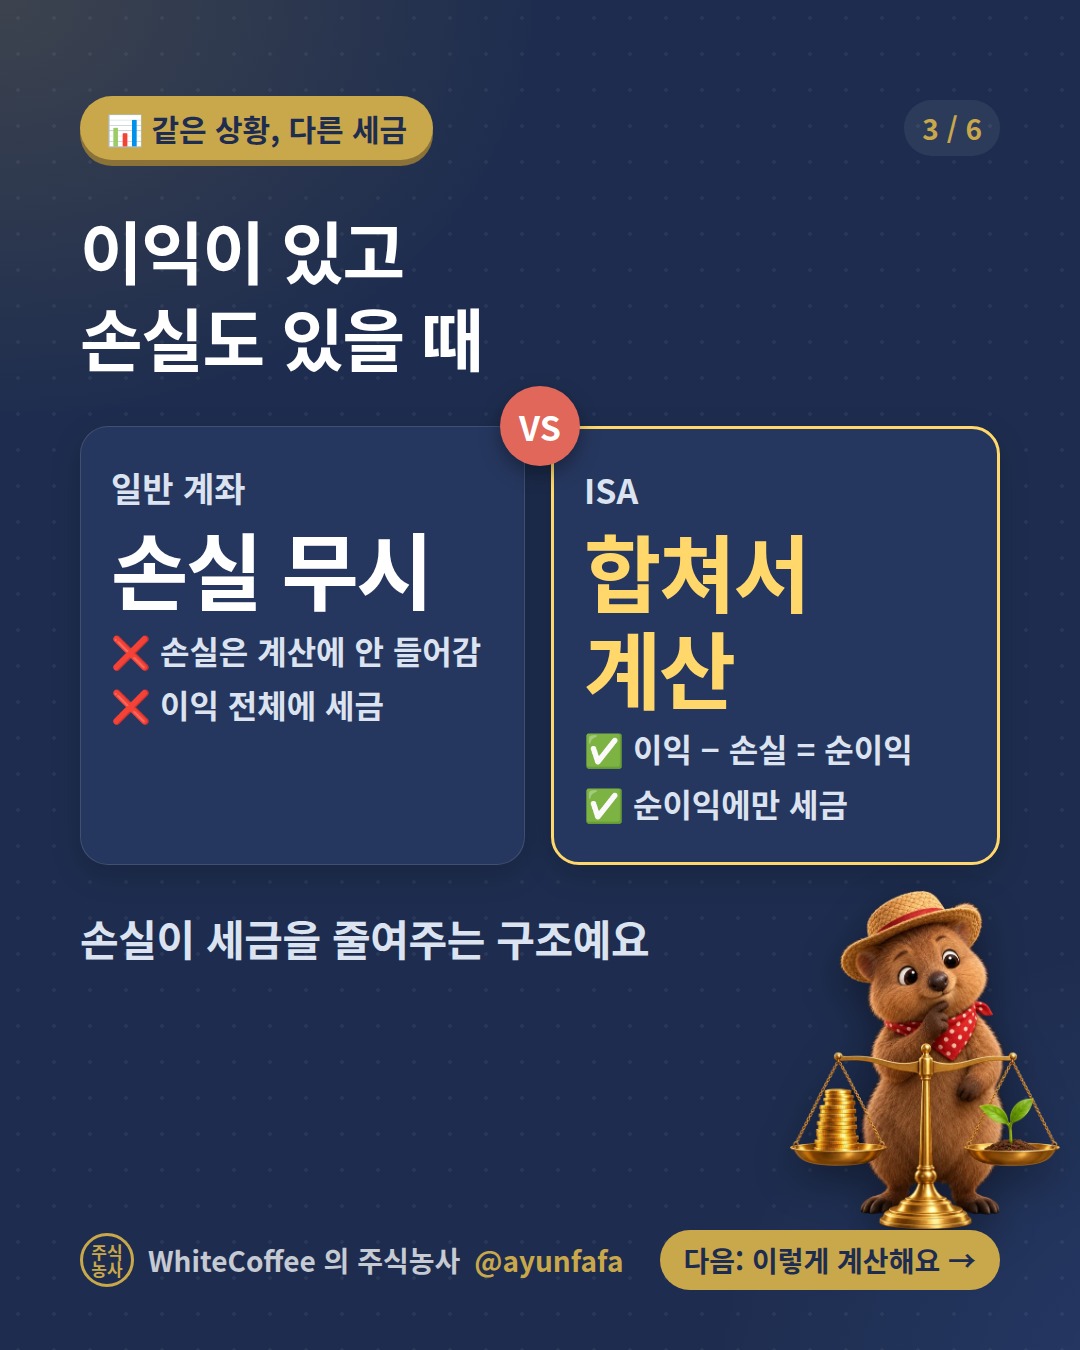 📊 같은 상황, 다른 세금
3 / 6
이익이 있고
손실도 있을 때
VS
일반 계좌
손실 무시
❌ 손실은 계산에 안 들어감
❌ 이익 전체에 세금
ISA
합쳐서
계산
✅ 이익 − 손실 = 순이익
✅ 순이익에만 세금
손실이 세금을 줄여주는 구조예요
주식
농사
WhiteCoffee 의 주식농사 @ayunfafa
다음: 이렇게 계산해요 →